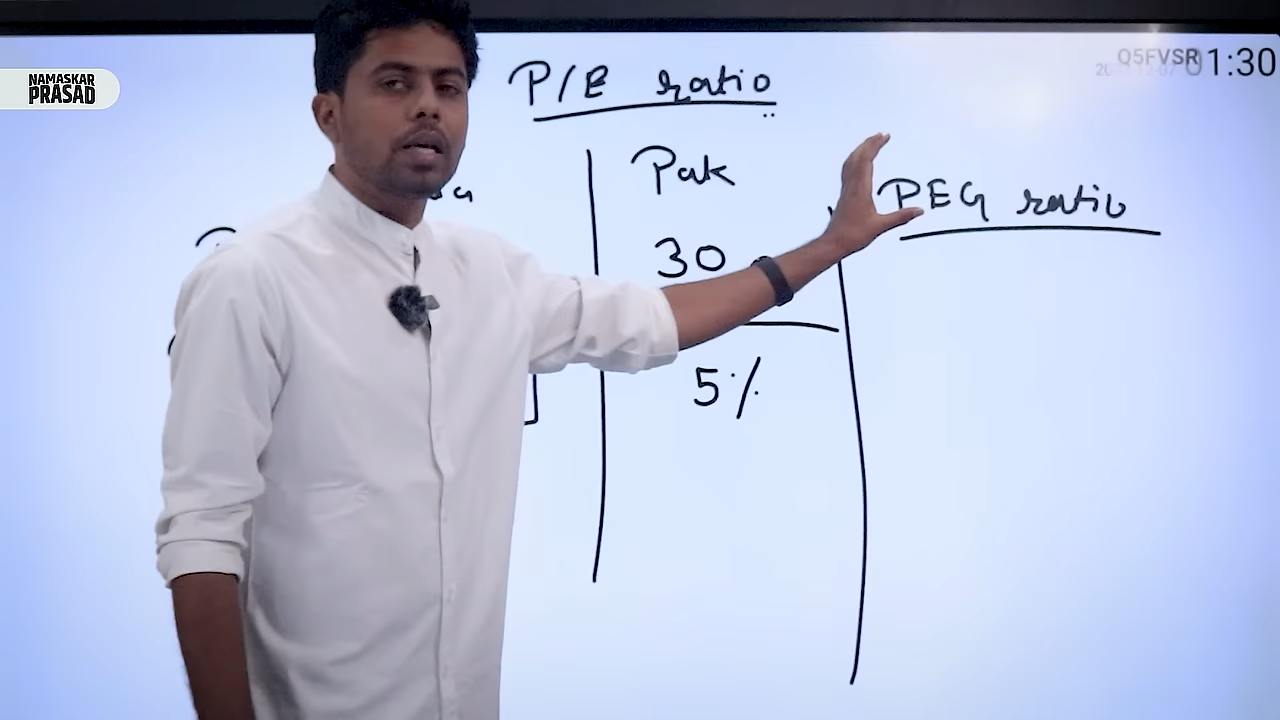 NAMASKAR
PRASAD
P/E ratio
Q5FVSR
01:30
Pak
PEG ratio
30
5%